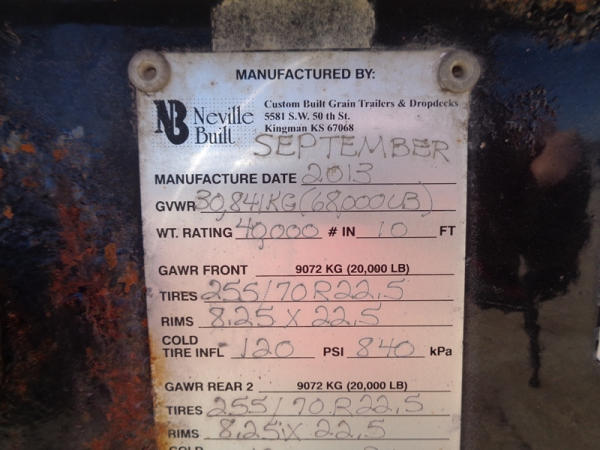 MANUFACTURED BY:
NB Neville Built
Custom Built Grain Trailers & Dropdecks
5581 S.W. 50 th St.
Kingman KS 67068
SEPTEMBER
MANUFACTURE DATE 2013
GVWR 30,841KG (68,000LB)
WT. RATING 40,000 # IN 10 FT
GAWR FRONT 9072 KG (20,000 LB)
TIRES 255/70R22.5
RIMS 8.25 X 22.5
COLD TIRE INFL 120 PSI 840 kPa
GAWR REAR 2 9072 KG (20,000 LB)
TIRES 255/70R22.5
RIMS 8.25 X 22.5